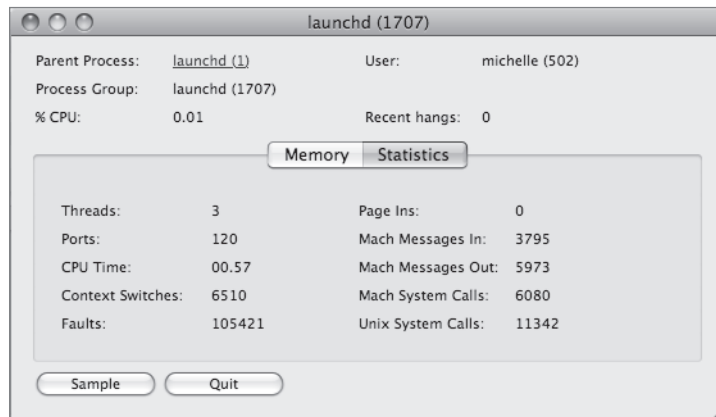 launchd (1707)
Parent Process: launchd (1) User: michelle (502)
Process Group: launchd (1707)
% CPU: 0.01 Recent hangs: 0
Memory Statistics
Threads: 3 Page Ins: 0
Ports: 120 Mach Messages In: 3795
CPU Time: 00.57 Mach Messages Out: 5973
Context Switches: 6510 Mach System Calls: 6080
Faults: 105421 Unix System Calls: 11342
Sample Quit